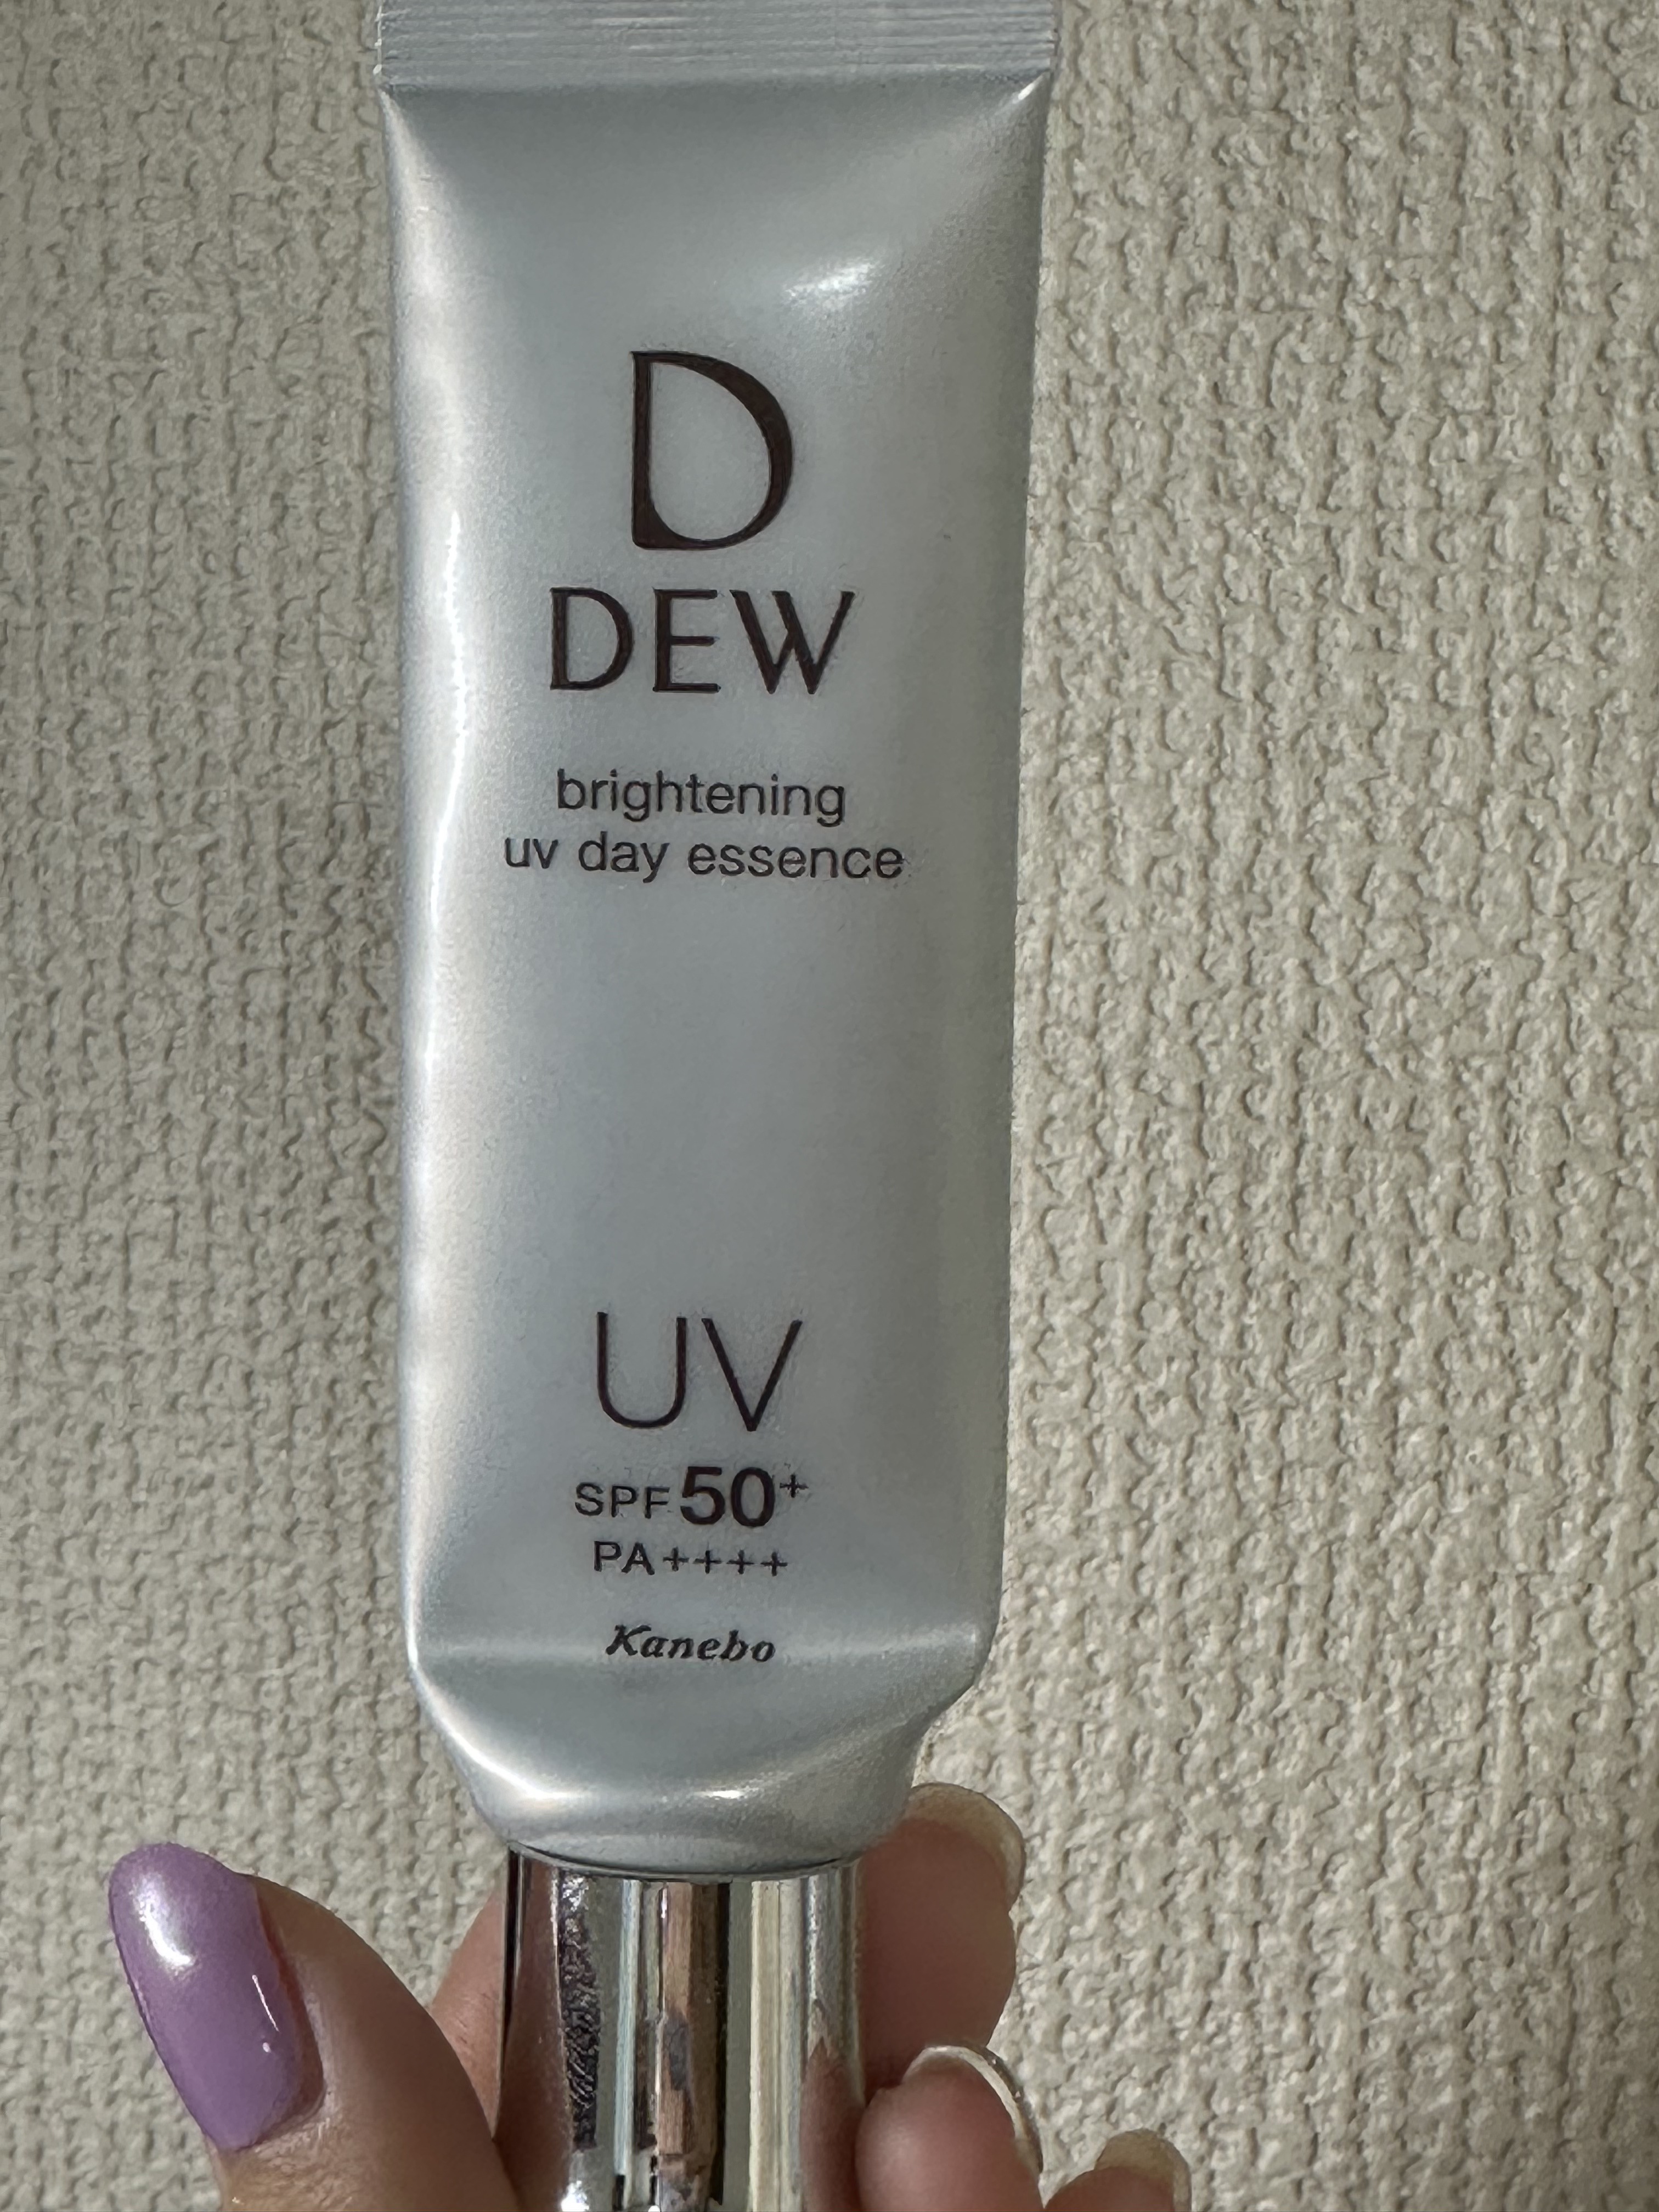 D
DEW
brightening
uv day essence
UV
SPF50+
PA++++
Kanebo